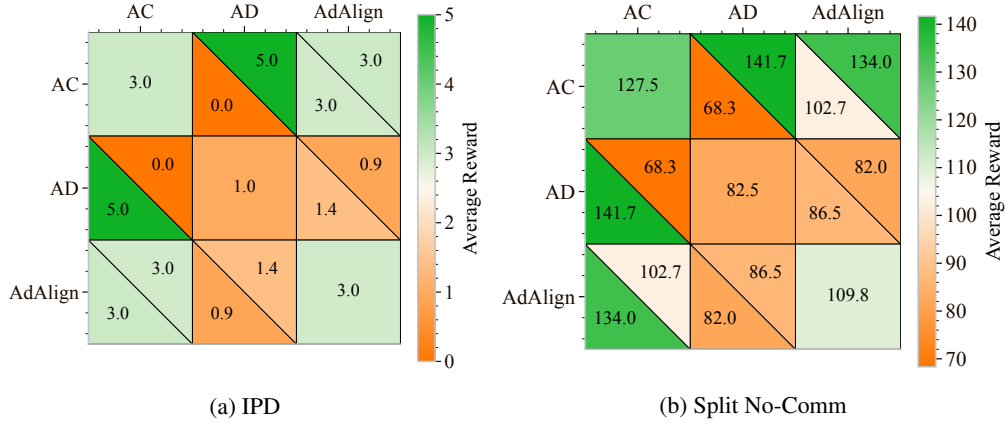 AC AD AdAlign
AC 3.0 5.0 0.0 3.0 3.0
AD 0.0 5.0 1.0 0.9 1.4
AdAlign 3.0 3.0 1.4 0.9 3.0
5
4
3
2
1
0
Average Reward
(a) IPD
AC AD AdAlign
AC 127.5 141.7 68.3 134.0 102.7
AD 68.3 141.7 82.5 82.0 86.5
AdAlign 102.7 134.0 86.5 82.0 109.8
140
130
120
110
100
90
80
70
Average Reward
(b) Split No-Comm